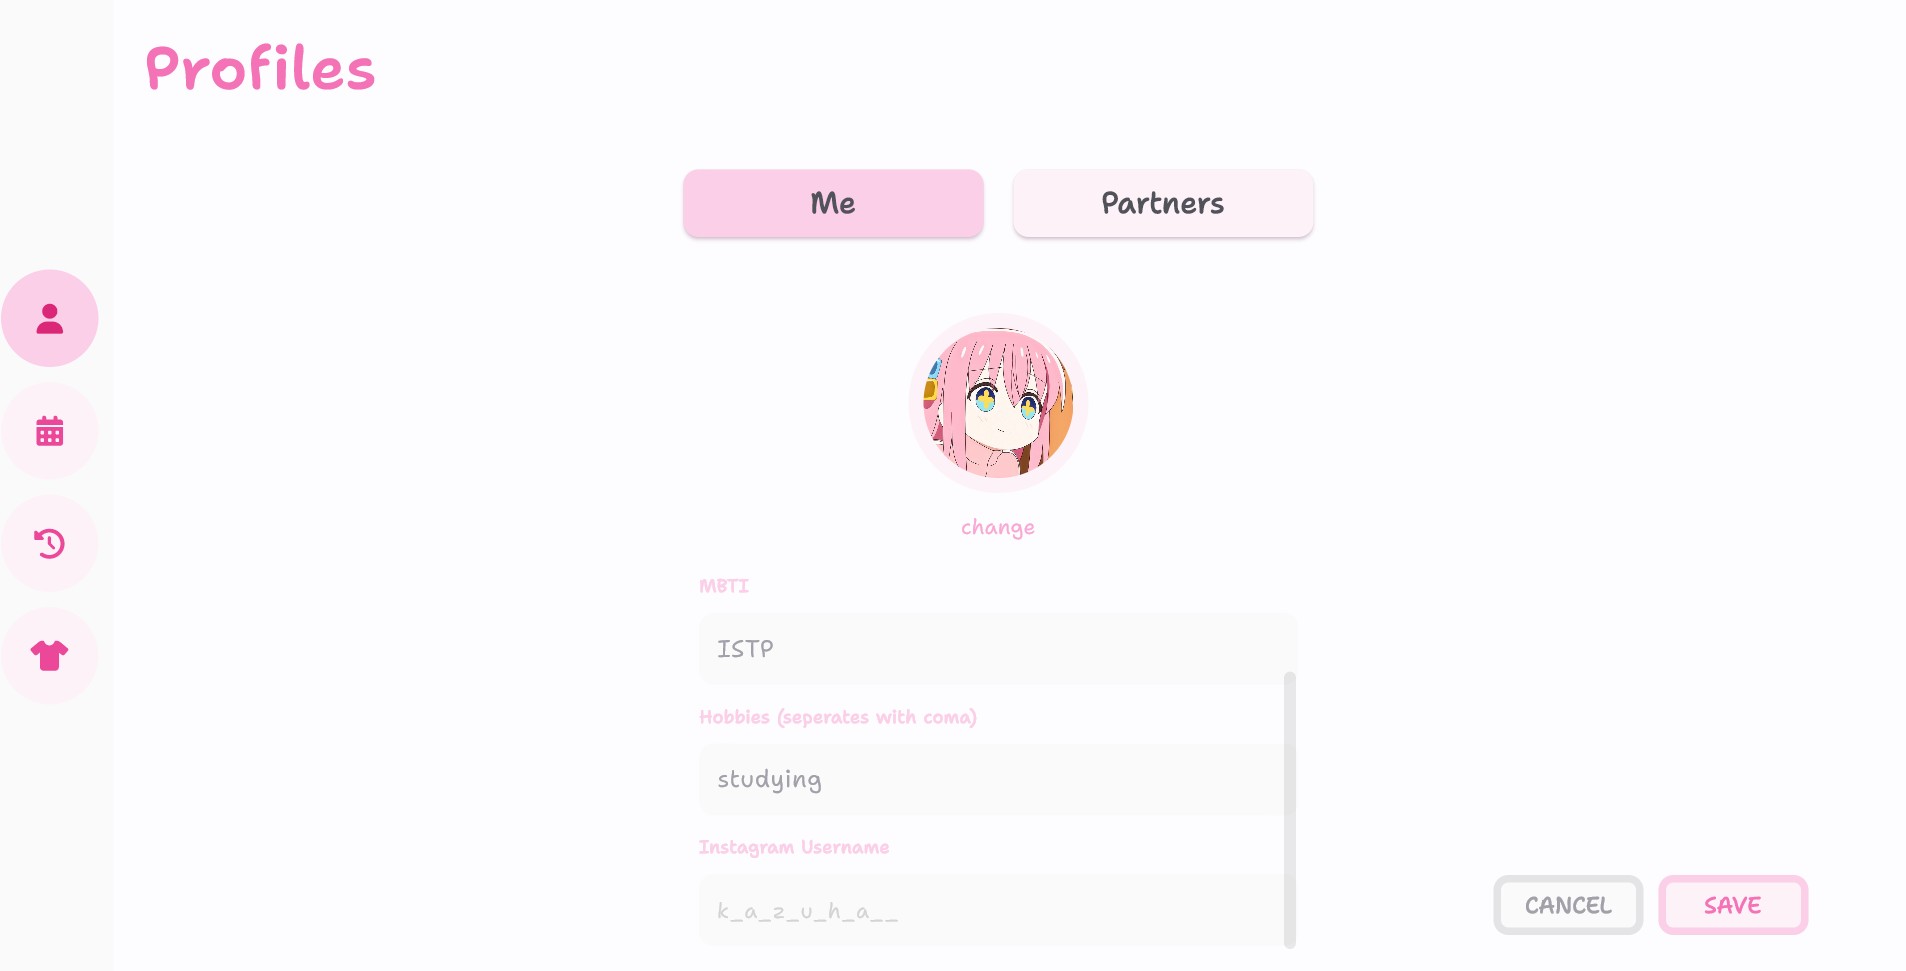 Profiles
Me
Partners
change
MBTI
ISTP
Hobbies (seperates with coma)
studying
Instagram Username
k_a_z_u_h_a__
CANCEL
SAVE